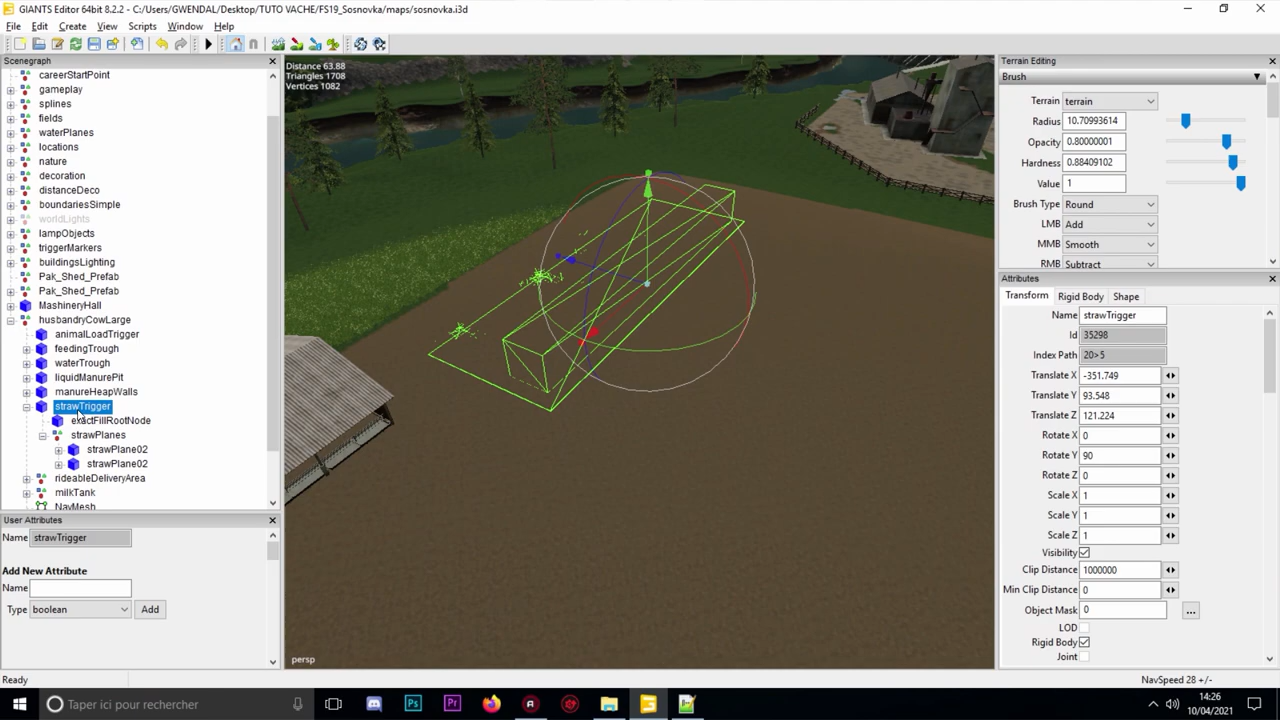 GIANTS Editor 64bit 8.2.2 - C:/Users/GWENDAL/Desktop/TUTO VACHE/FS19_Sosnovka/maps/sosnovka.i3d
File Edit Create View Scripts Window Help
Scenegraph
careerStartPoint
gameplay
splines
fields
waterPlanes
locations
nature
decoration
distanceDeco
boundariesSimple
worldLights
lampObjects
triggerMarkers
buildingsLighting
Pak_Shed_Prefab
Pak_Shed_Prefab
MashineryHall
husbandryCowLarge
animalLoadTrigger
feedingTrough
waterTrough
liquidManurePit
manureHeapWalls
strawTrigger
exactFillRootNode
strawPlanes
strawPlane02
strawPlane02
rideableDeliveryArea
milkTank
NavMesh
User Attributes
Name strawTrigger
Add New Attribute
Name
Type boolean Add
Distance 63.88
Triangles 1708
Vertices 1082
persp
Terrain Editing
Brush
Terrain terrain
Radius 10.70993614
Opacity 0.80000001
Hardness 0.88409102
Value 1
Brush Type Round
LMB Add
MMB Smooth
RMB Subtract
Attributes
Transform Rigid Body Shape
Name strawTrigger
Id 35298
Index Path 20>5
Translate X -351.749
Translate Y 93.548
Translate Z 121.224
Rotate X 0
Rotate Y 90
Rotate Z 0
Scale X 1
Scale Y 1
Scale Z 1
Visibility
Clip Distance 1000000
Min Clip Distance 0
Object Mask 0 ...
LOD
Rigid Body
Joint
Ready
NavSpeed 28 +/-
Taper ici pour rechercher
14:26
10/04/2021